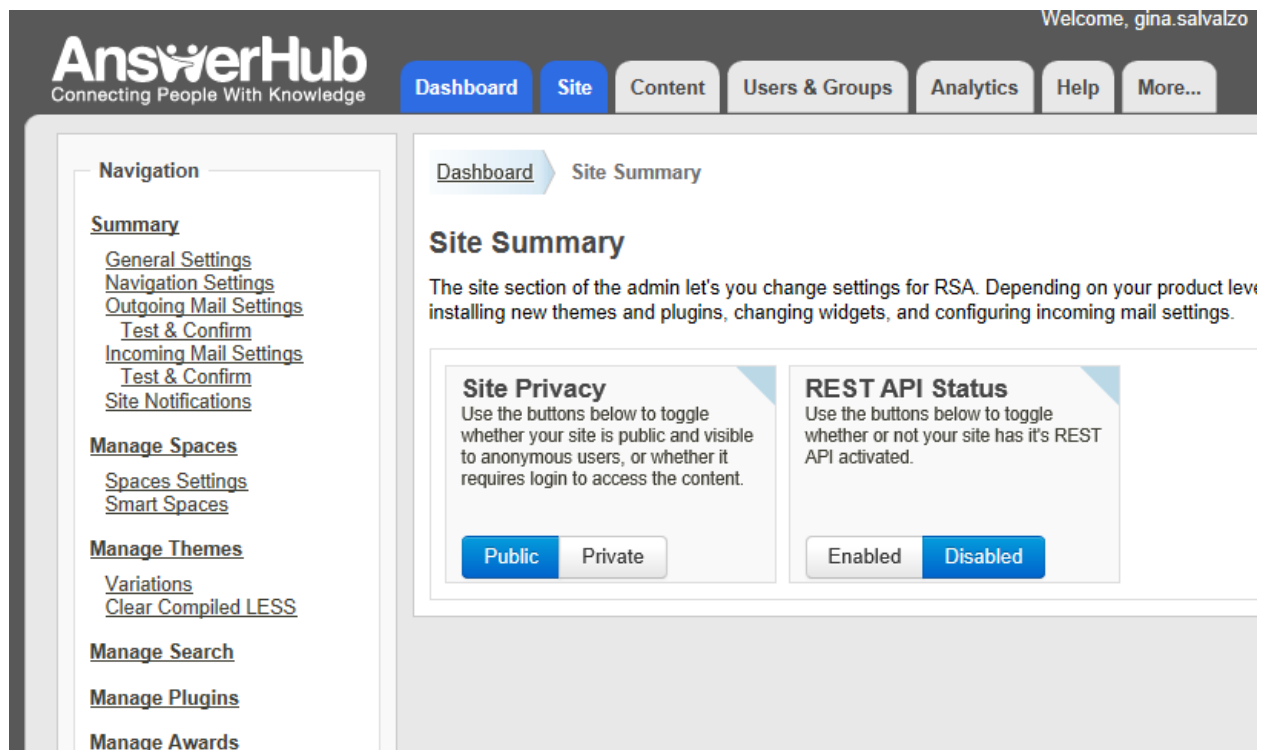 Welcome, gina.salvalzo
AnswerHub
Connecting People With Knowledge
Dashboard Site Content Users & Groups Analytics Help More...
Navigation
Summary
General Settings
Navigation Settings
Outgoing Mail Settings
Test & Confirm
Incoming Mail Settings
Test & Confirm
Site Notifications
Manage Spaces
Spaces Settings
Smart Spaces
Manage Themes
Variations
Clear Compiled LESS
Manage Search
Manage Plugins
Manage Awards
Dashboard Site Summary
Site Summary
The site section of the admin let's you change settings for RSA. Depending on your product leve
installing new themes and plugins, changing widgets, and configuring incoming mail settings.
Site Privacy
Use the buttons below to toggle
whether your site is public and visible
to anonymous users, or whether it
requires login to access the content.
Public Private
REST API Status
Use the buttons below to toggle
whether or not your site has it's REST
API activated.
Enabled Disabled